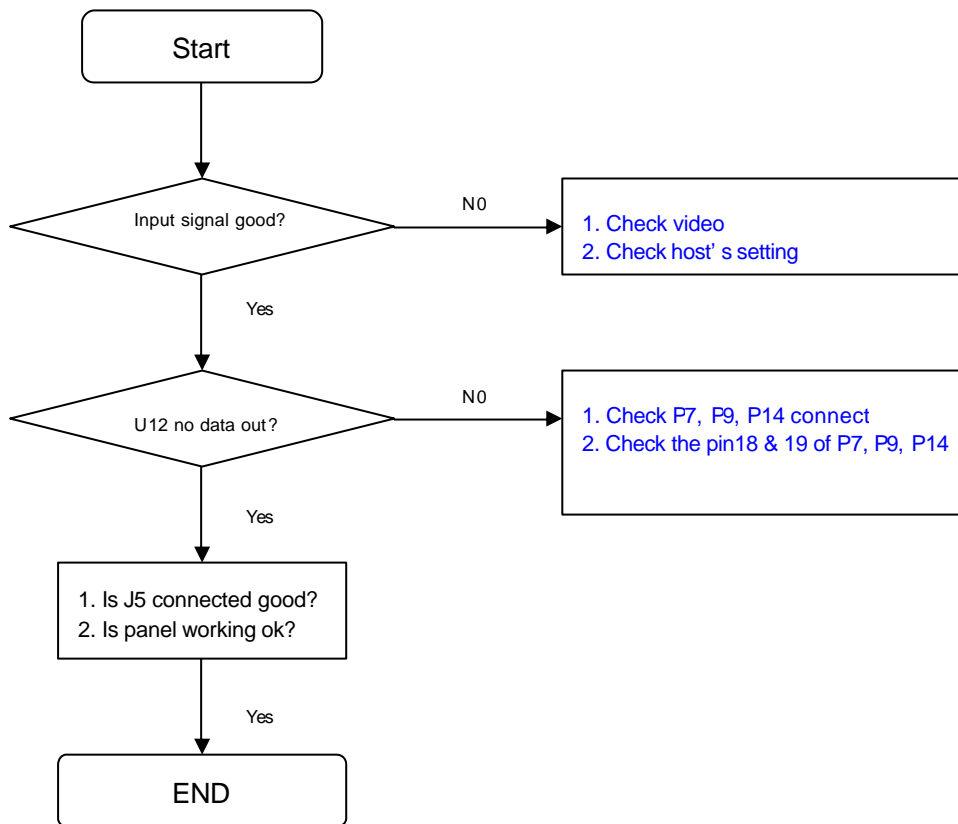 Start
Input signal good?
N0
1. Check video
2. Check host' s setting
Yes
U12 no data out?
N0
1. Check P7, P9, P14 connect
2. Check the pin18 & 19 of P7, P9, P14
Yes
1. Is J5 connected good?
2. Is panel working ok?
Yes
END